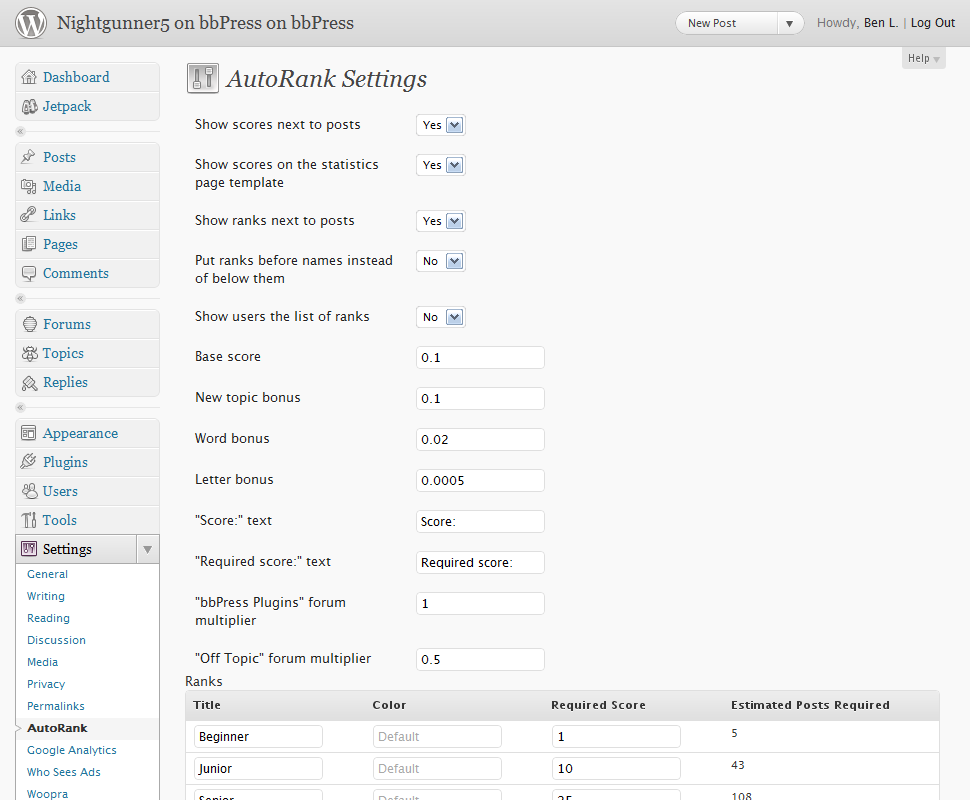 Nightgunner5 on bbPress on bbPress
New Post
Howdy, Ben L. | Log Out
Help
Dashboard
Jetpack
Posts
Media
Links
Pages
Comments
Forums
Topics
Replies
Appearance
Plugins
Users
Tools
Settings
General
Writing
Reading
Discussion
Media
Privacy
Permalinks
AutoRank
Google Analytics
Who Sees Ads
Woopra
AutoRank Settings
Show scores next to posts Yes
Show scores on the statistics Yes
page template
Show ranks next to posts Yes
Put ranks before names instead No
of below them
Show users the list of ranks No
Base score 0.1
New topic bonus 0.1
Word bonus 0.02
Letter bonus 0.0005
"Score:" text Score:
"Required score:" text Required score:
"bbPress Plugins" forum 1
multiplier
"Off Topic" forum multiplier 0.5
Ranks
Title Color Required Score Estimated Posts Required
Beginner Default 1 5
Junior Default 10 43
Senior Default 25 108